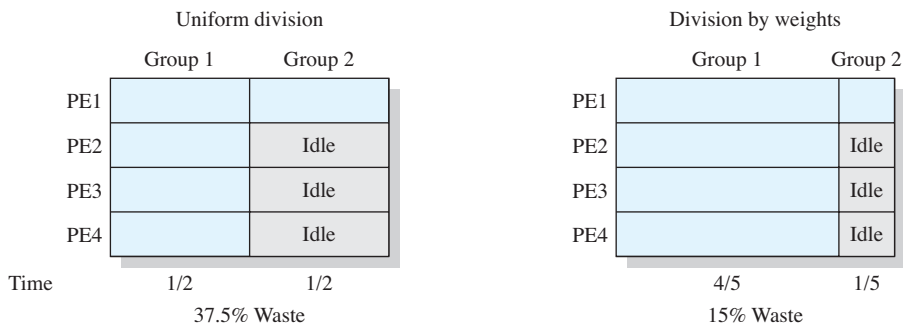 Uniform division
Group 1 Group 2
PE1
PE2 Idle
PE3 Idle
PE4 Idle
Time 1/2 1/2
37.5% Waste
Division by weights
Group 1 Group 2
PE1
PE2 Idle
PE3 Idle
PE4 Idle
4/5 1/5
15% Waste